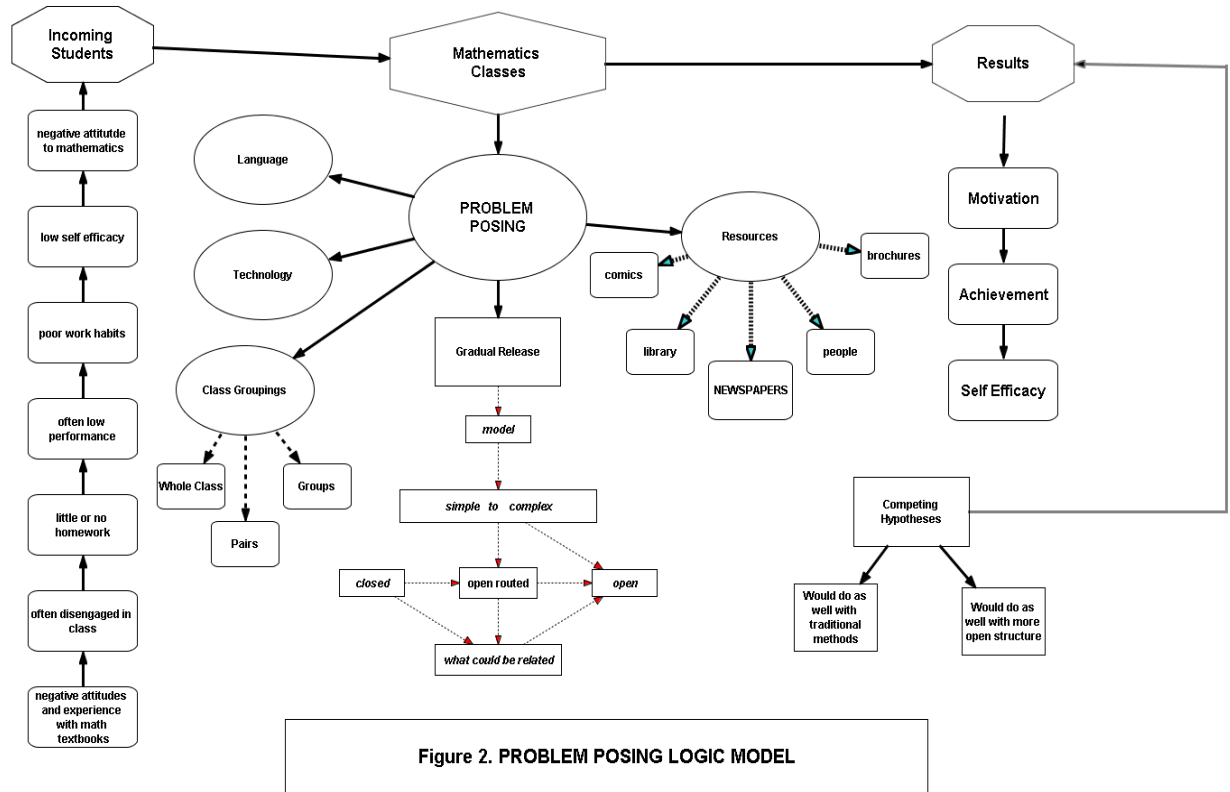 Incoming
Students
Mathematics
Classes
Results
negative attitutde
to mathematics
low self efficacy
poor work habits
often low
performance
little or no
homework
often disengaged in
class
negative attitudes
and experience
with math
textbooks
Language
Technology
PROBLEM
POSING
Class Groupings
Whole Class
Pairs
Groups
Gradual Release
model
simple to complex
closed
open routed
open
what could be related
Resources
comics
library
NEWSPAPERS
people
brochures
Motivation
Achievement
Self Efficacy
Competing
Hypotheses
Would do as
well with
traditional
methods
Would do as
well with more
open structure
Figure 2. PROBLEM POSING LOGIC MODEL